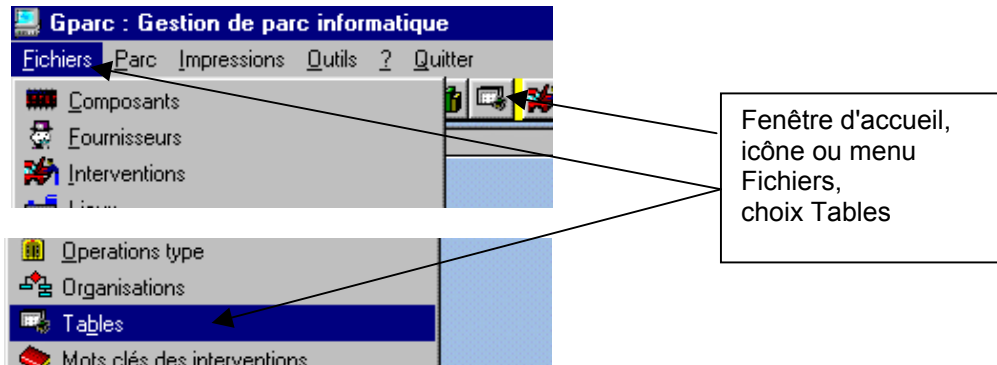 Gparc : Gestion de parc informatique
Fichiers Parc Impressions Outils ? Quitter
Composants
Fournisseurs
Interventions
Operations type
Organisations
Tables
Mots clés des interventions
Fenêtre d'accueil,
icône ou menu
Fichiers,
choix Tables